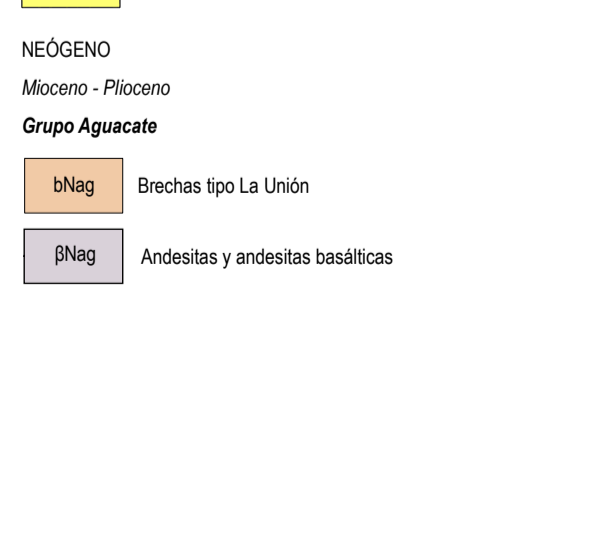 NEÓGENO
Mioceno - Plioceno
Grupo Aguacate
bNag Brechas tipo La Unión
βNag Andesitas y andesitas basálticas